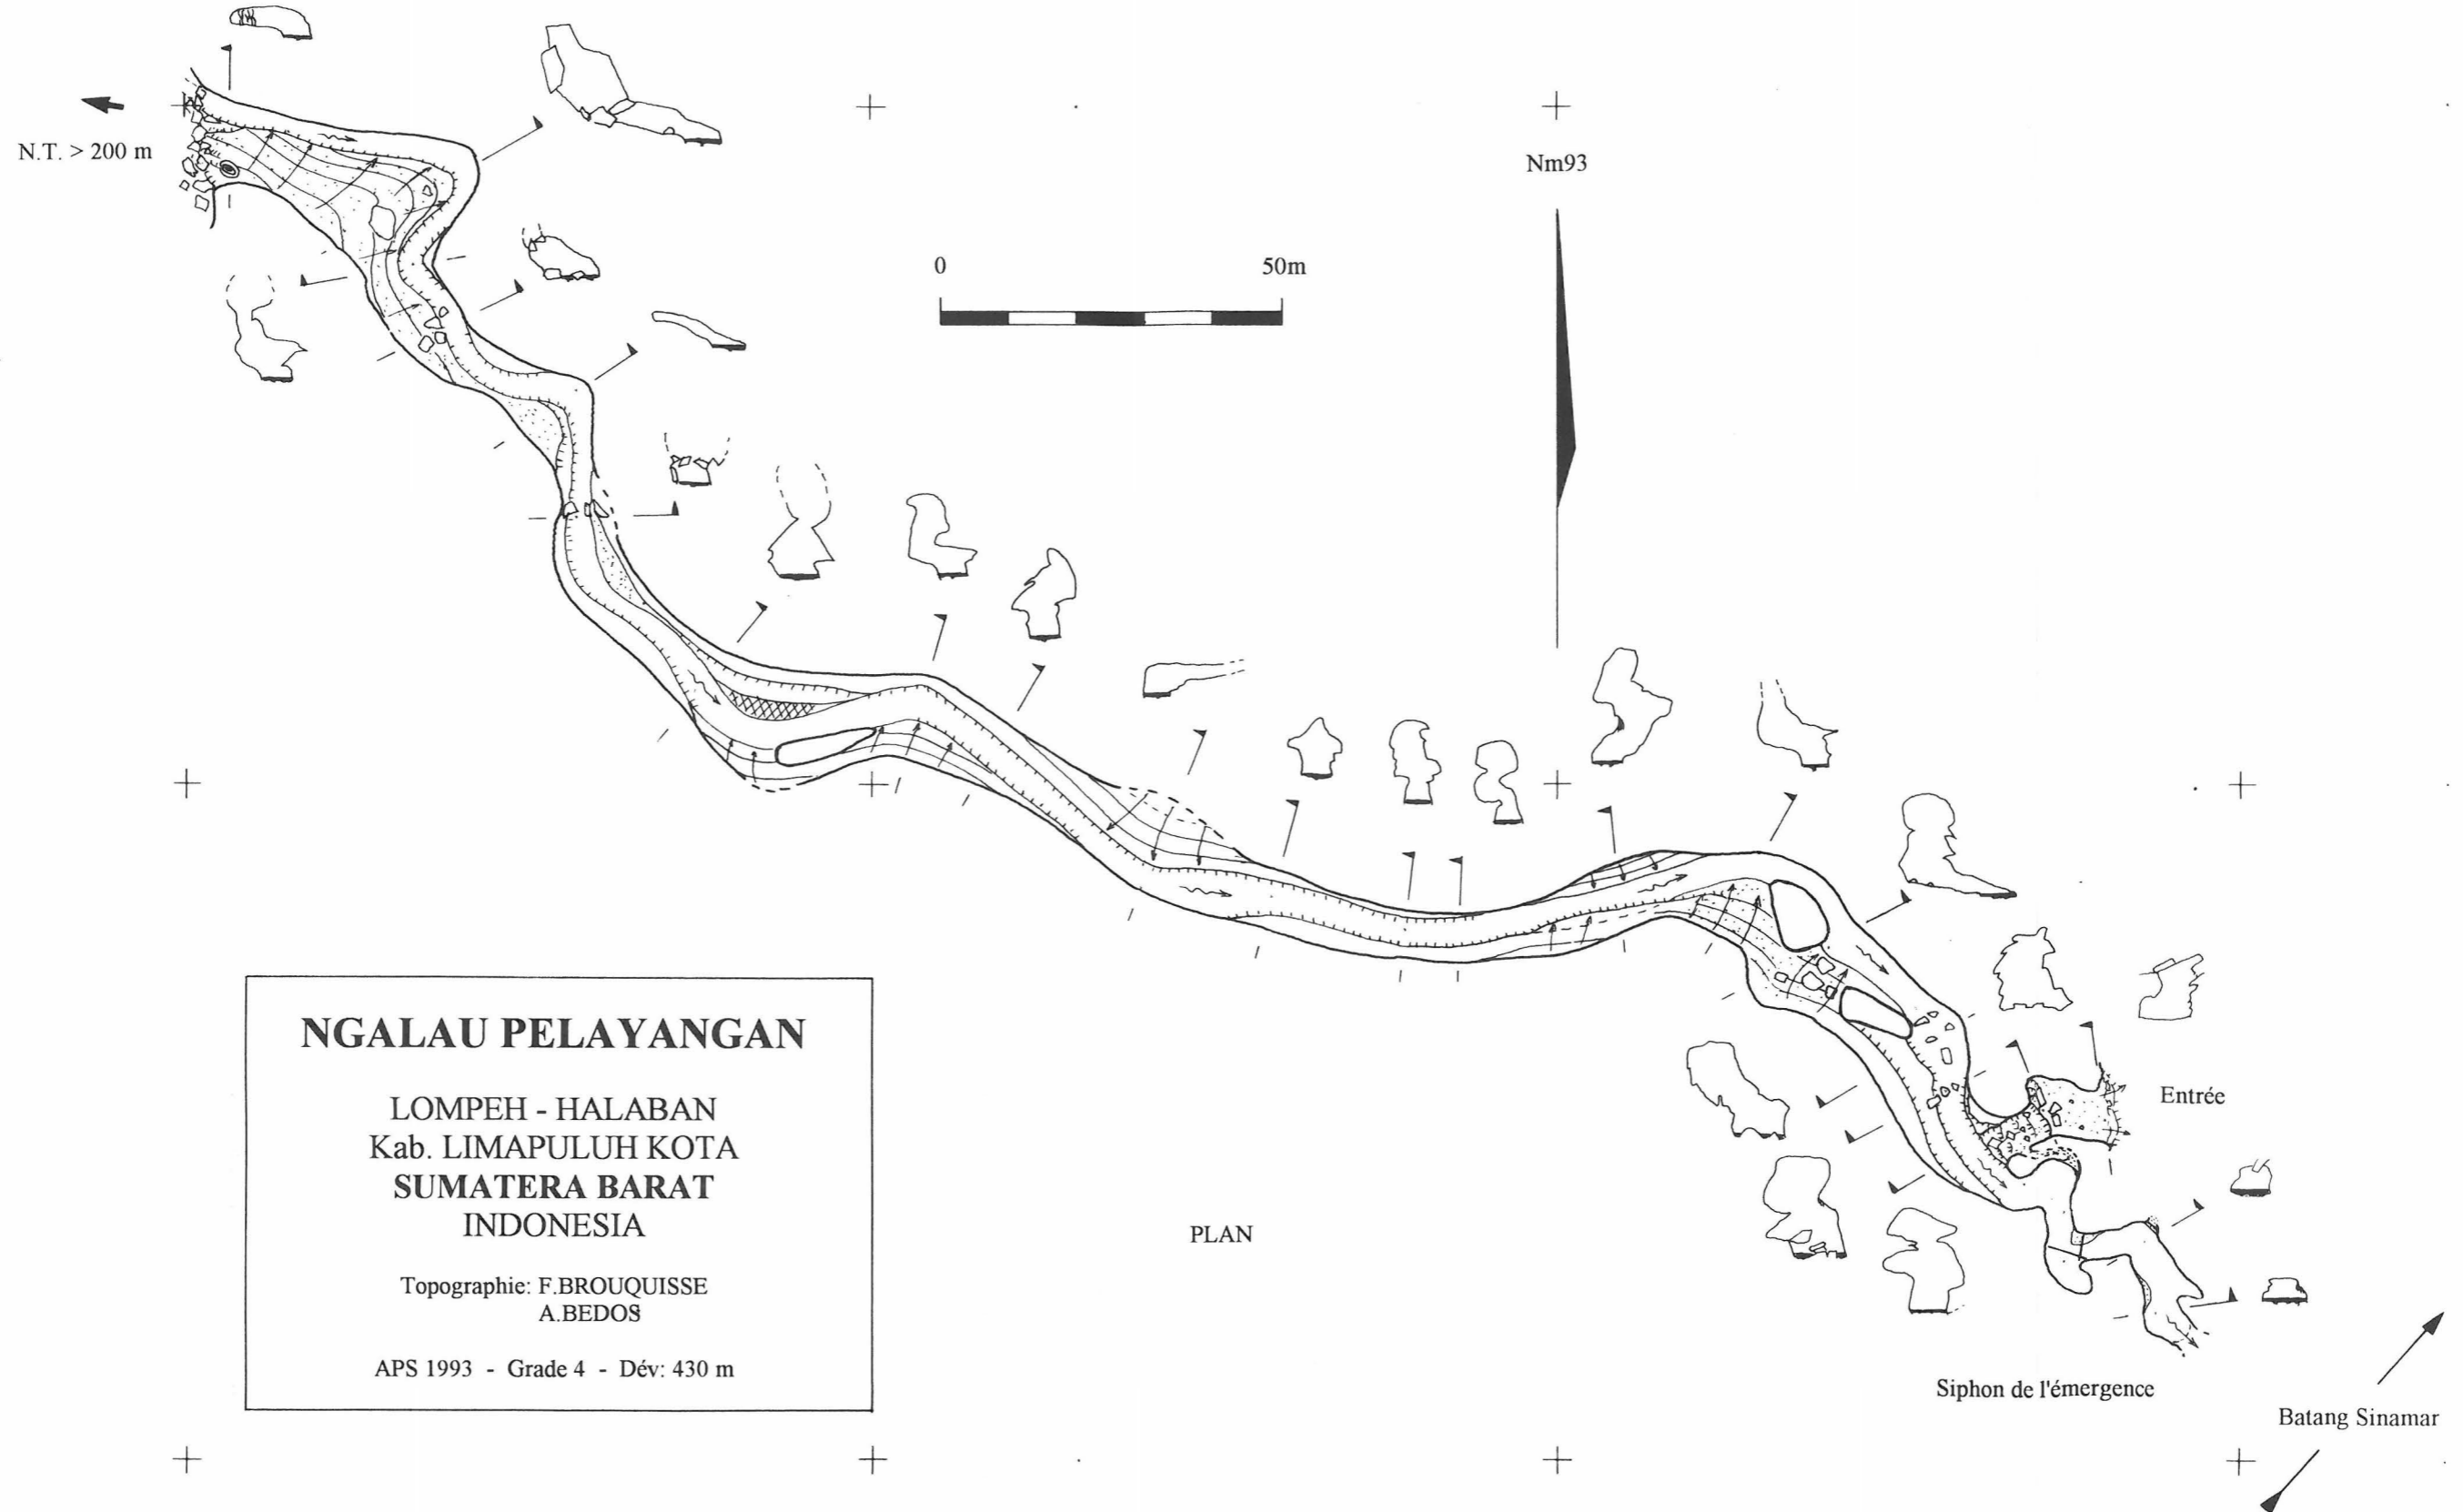 N.T. > 200 m
Nm93
0
50m
NGALAU PELAYANGAN
LOMPEH - HALABAN
Kab. LIMAPULUH KOTA
SUMATERA BARAT
INDONESIA
Topographie: F.BROUQUISSE
A.BEDOS
APS 1993 - Grade 4 - Dév: 430 m
PLAN
Entrée
Siphon de l'émergence
Batang Sinamar